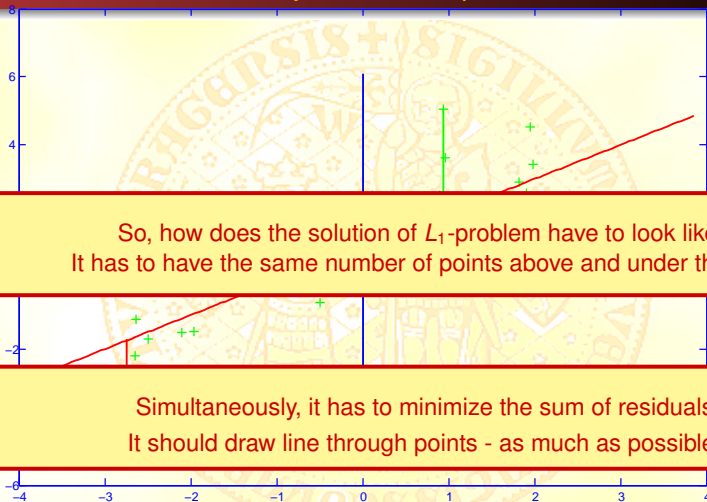 8
6
4
So, how does the solution of L₁-problem have to look like
It has to have the same number of points above and under th
−2
Simultaneously, it has to minimize the sum of residuals
It should draw line through points - as much as possible
−6
−4 −3 −2 −1 0 1 2 3 4